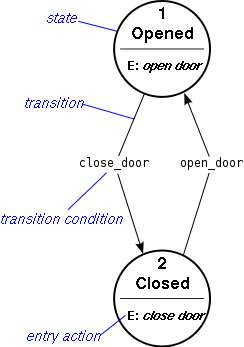 1
state
Opened
E: open door
transition
close_door
open_door
transition condition
2
Closed
E: close door
entry action